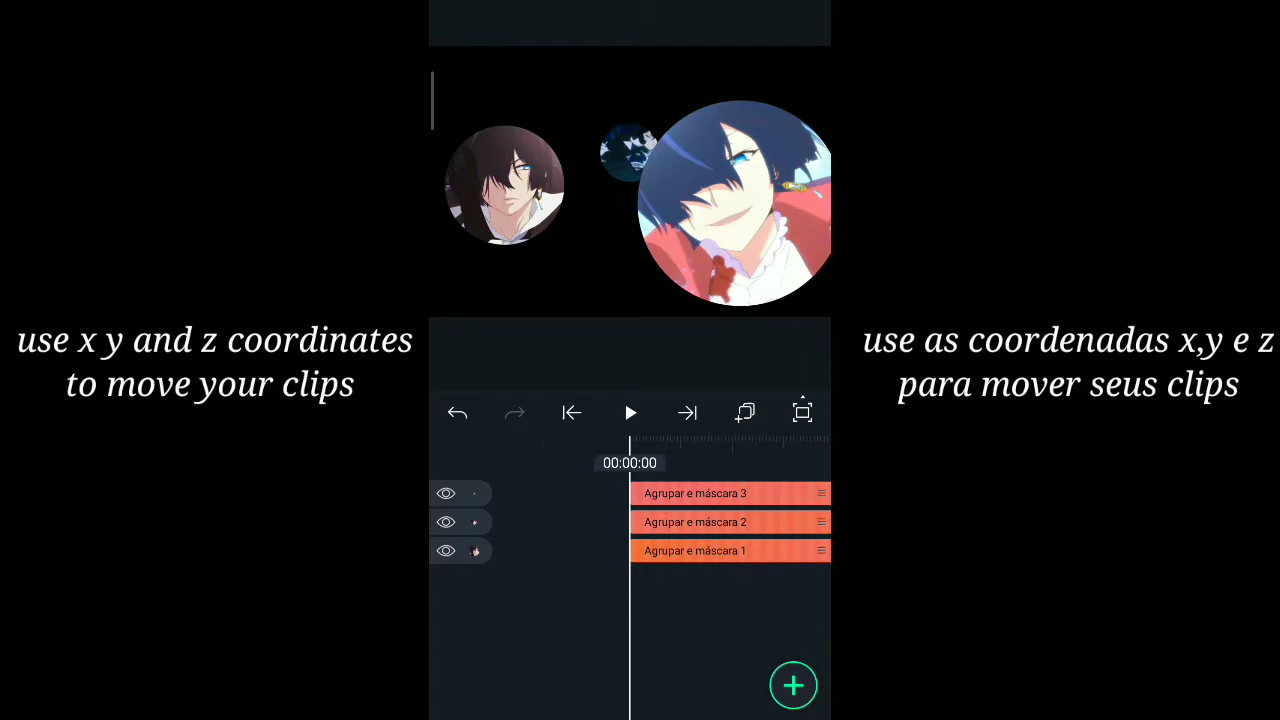 use x y and z coordinates
to move your clips
use as coordenadas x,y e z
para mover seus clips
00:00:00
Agrupar e máscara 3
Agrupar e máscara 2
Agrupar e máscara 1